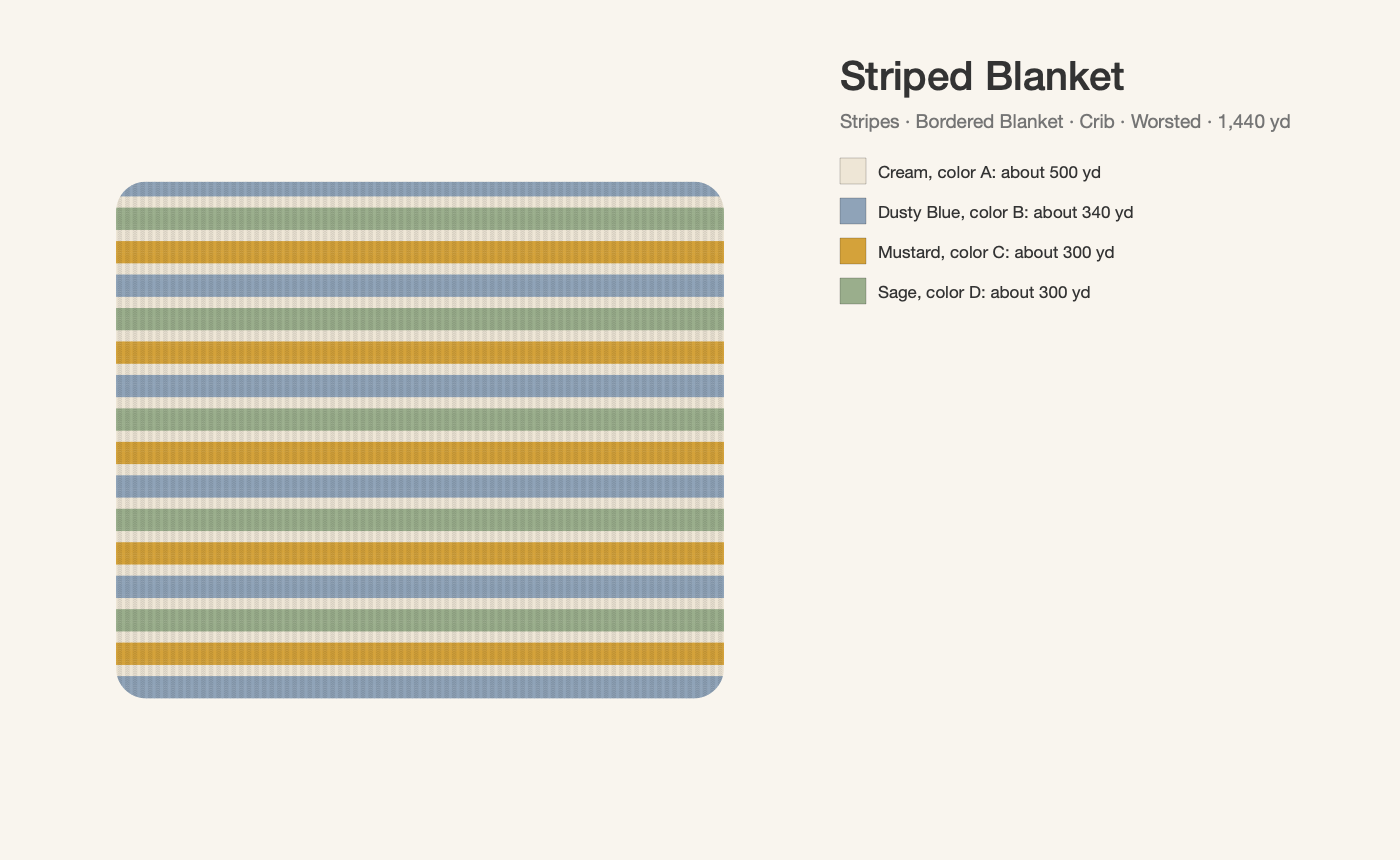 Striped Blanket
Stripes · Bordered Blanket · Crib · Worsted · 1,440 yd
Cream, color A: about 500 yd
Dusty Blue, color B: about 340 yd
Mustard, color C: about 300 yd
Sage, color D: about 300 yd